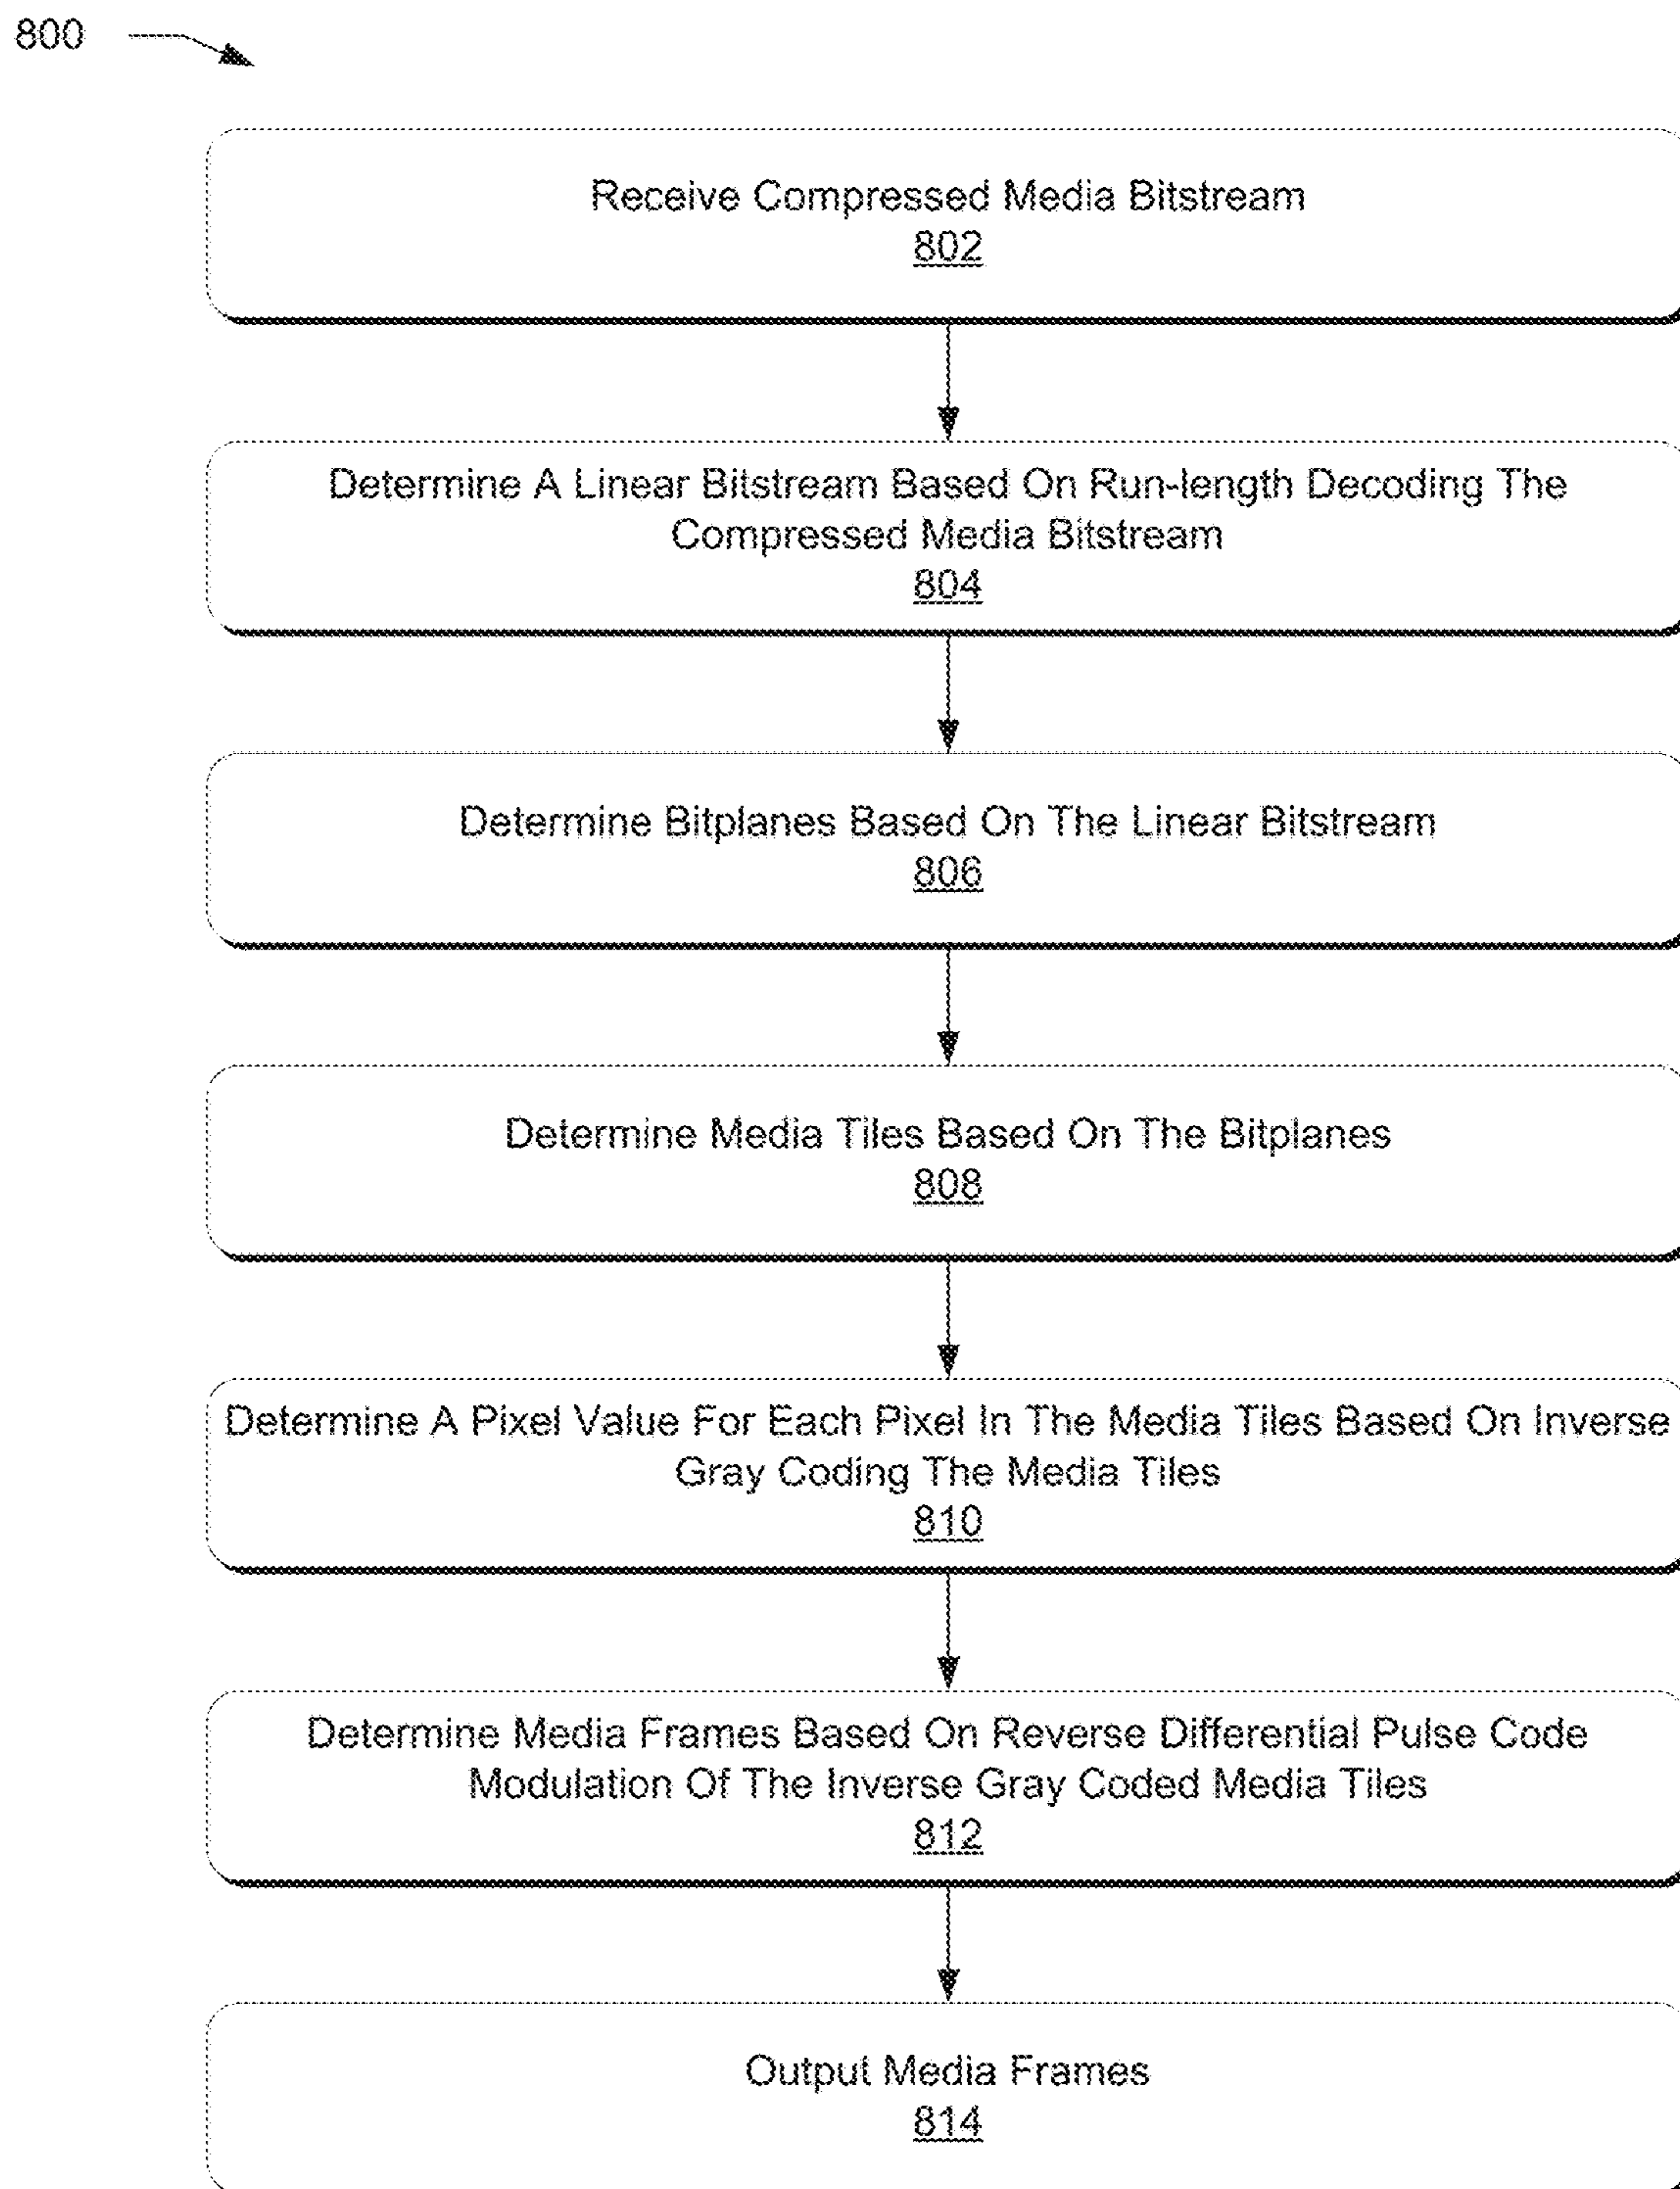 800
Receive Compressed Media Bitstream
802
Determine A Linear Bitstream Based On Run-length Decoding The
Compressed Media Bitstream
804
Determine Bitplanes Based On The Linear Bitstream
806
Determine Media Tiles Based On The Bitplanes
808
Determine A Pixel Value For Each Pixel In The Media Tiles Based On Inverse
Gray Coding The Media Tiles
810
Determine Media Frames Based On Reverse Differential Pulse Code
Modulation Of The Inverse Gray Coded Media Tiles
812
Output Media Frames
814